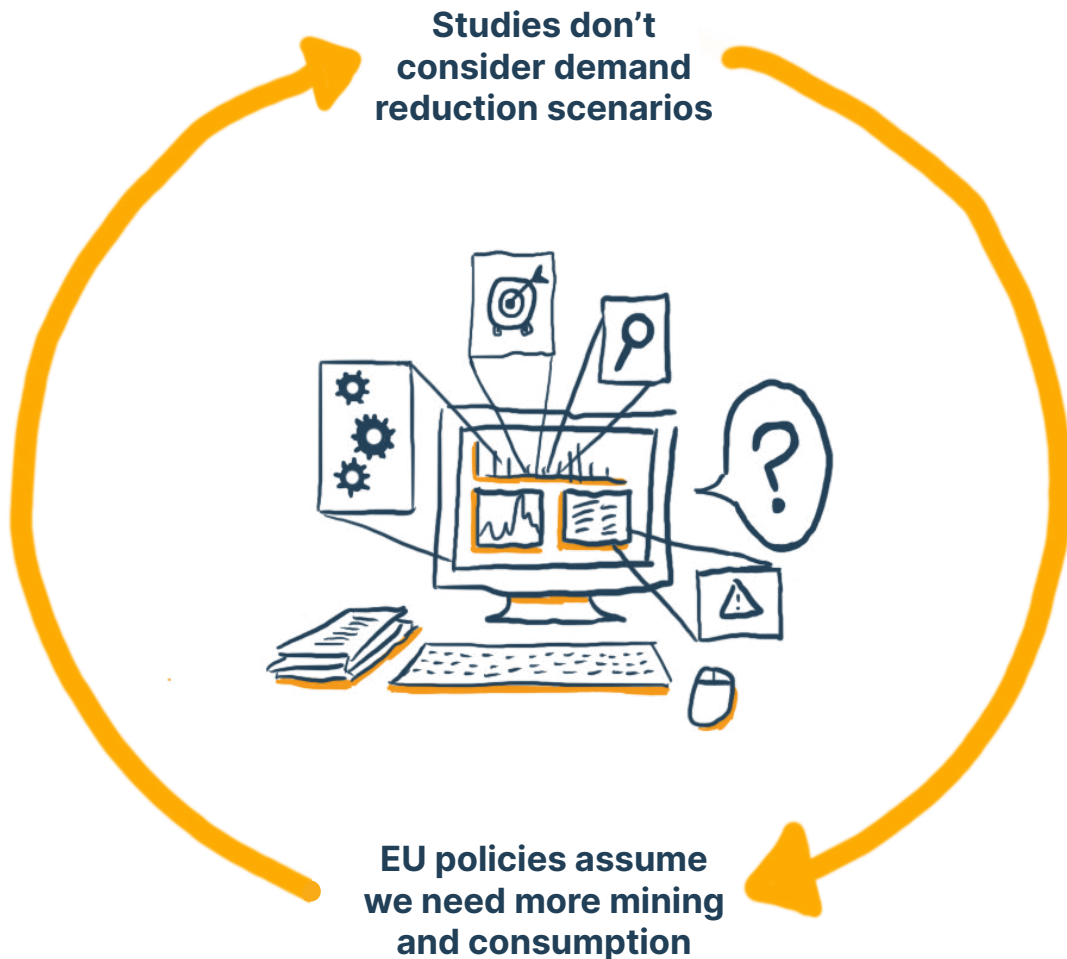 Studies don’t
consider demand
reduction scenarios
?
EU policies assume
we need more mining
and consumption